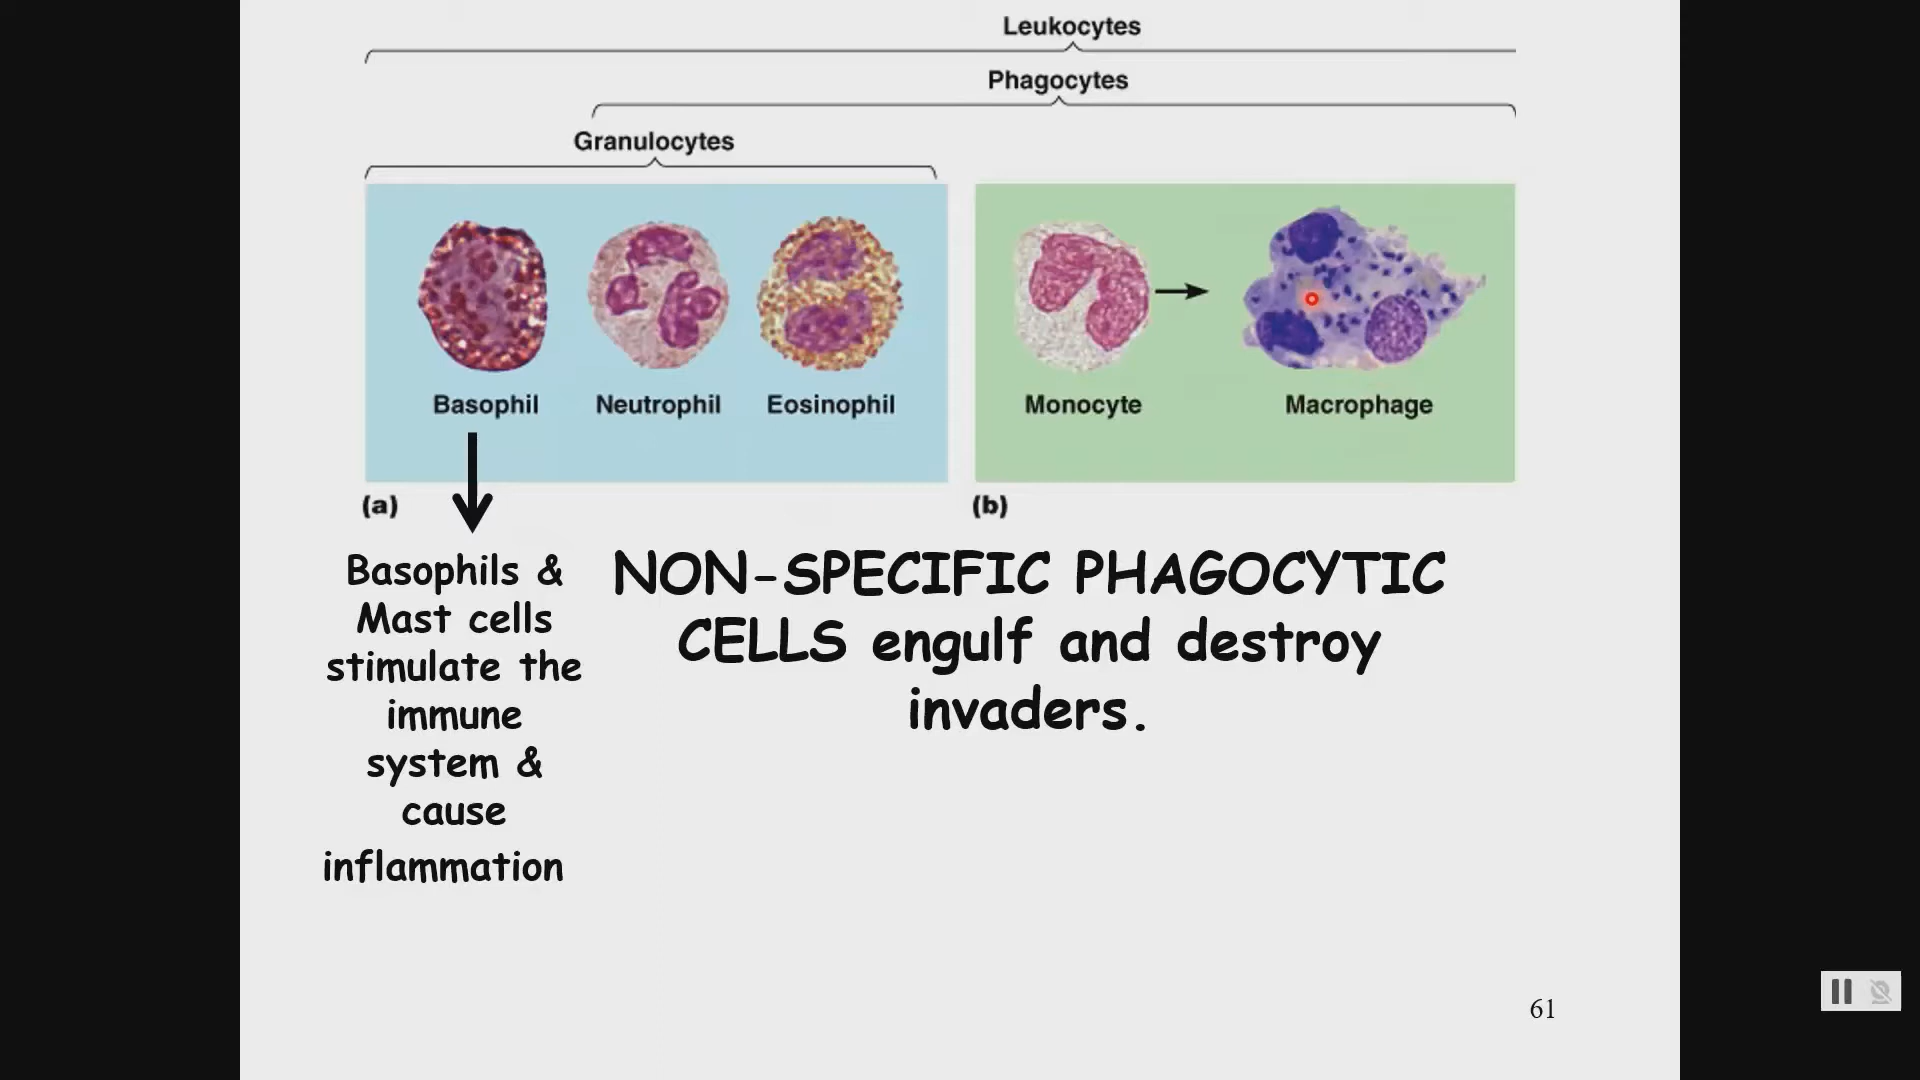 Leukocytes
Phagocytes
Granulocytes
Basophil
Neutrophil
Eosinophil
Monocyte
Macrophage
(a)
(b)
Basophils &
Mast cells
stimulate the
immune
system &
cause
inflammation
NON-SPECIFIC PHAGOCYTIC
CELLS engulf and destroy
invaders.
61